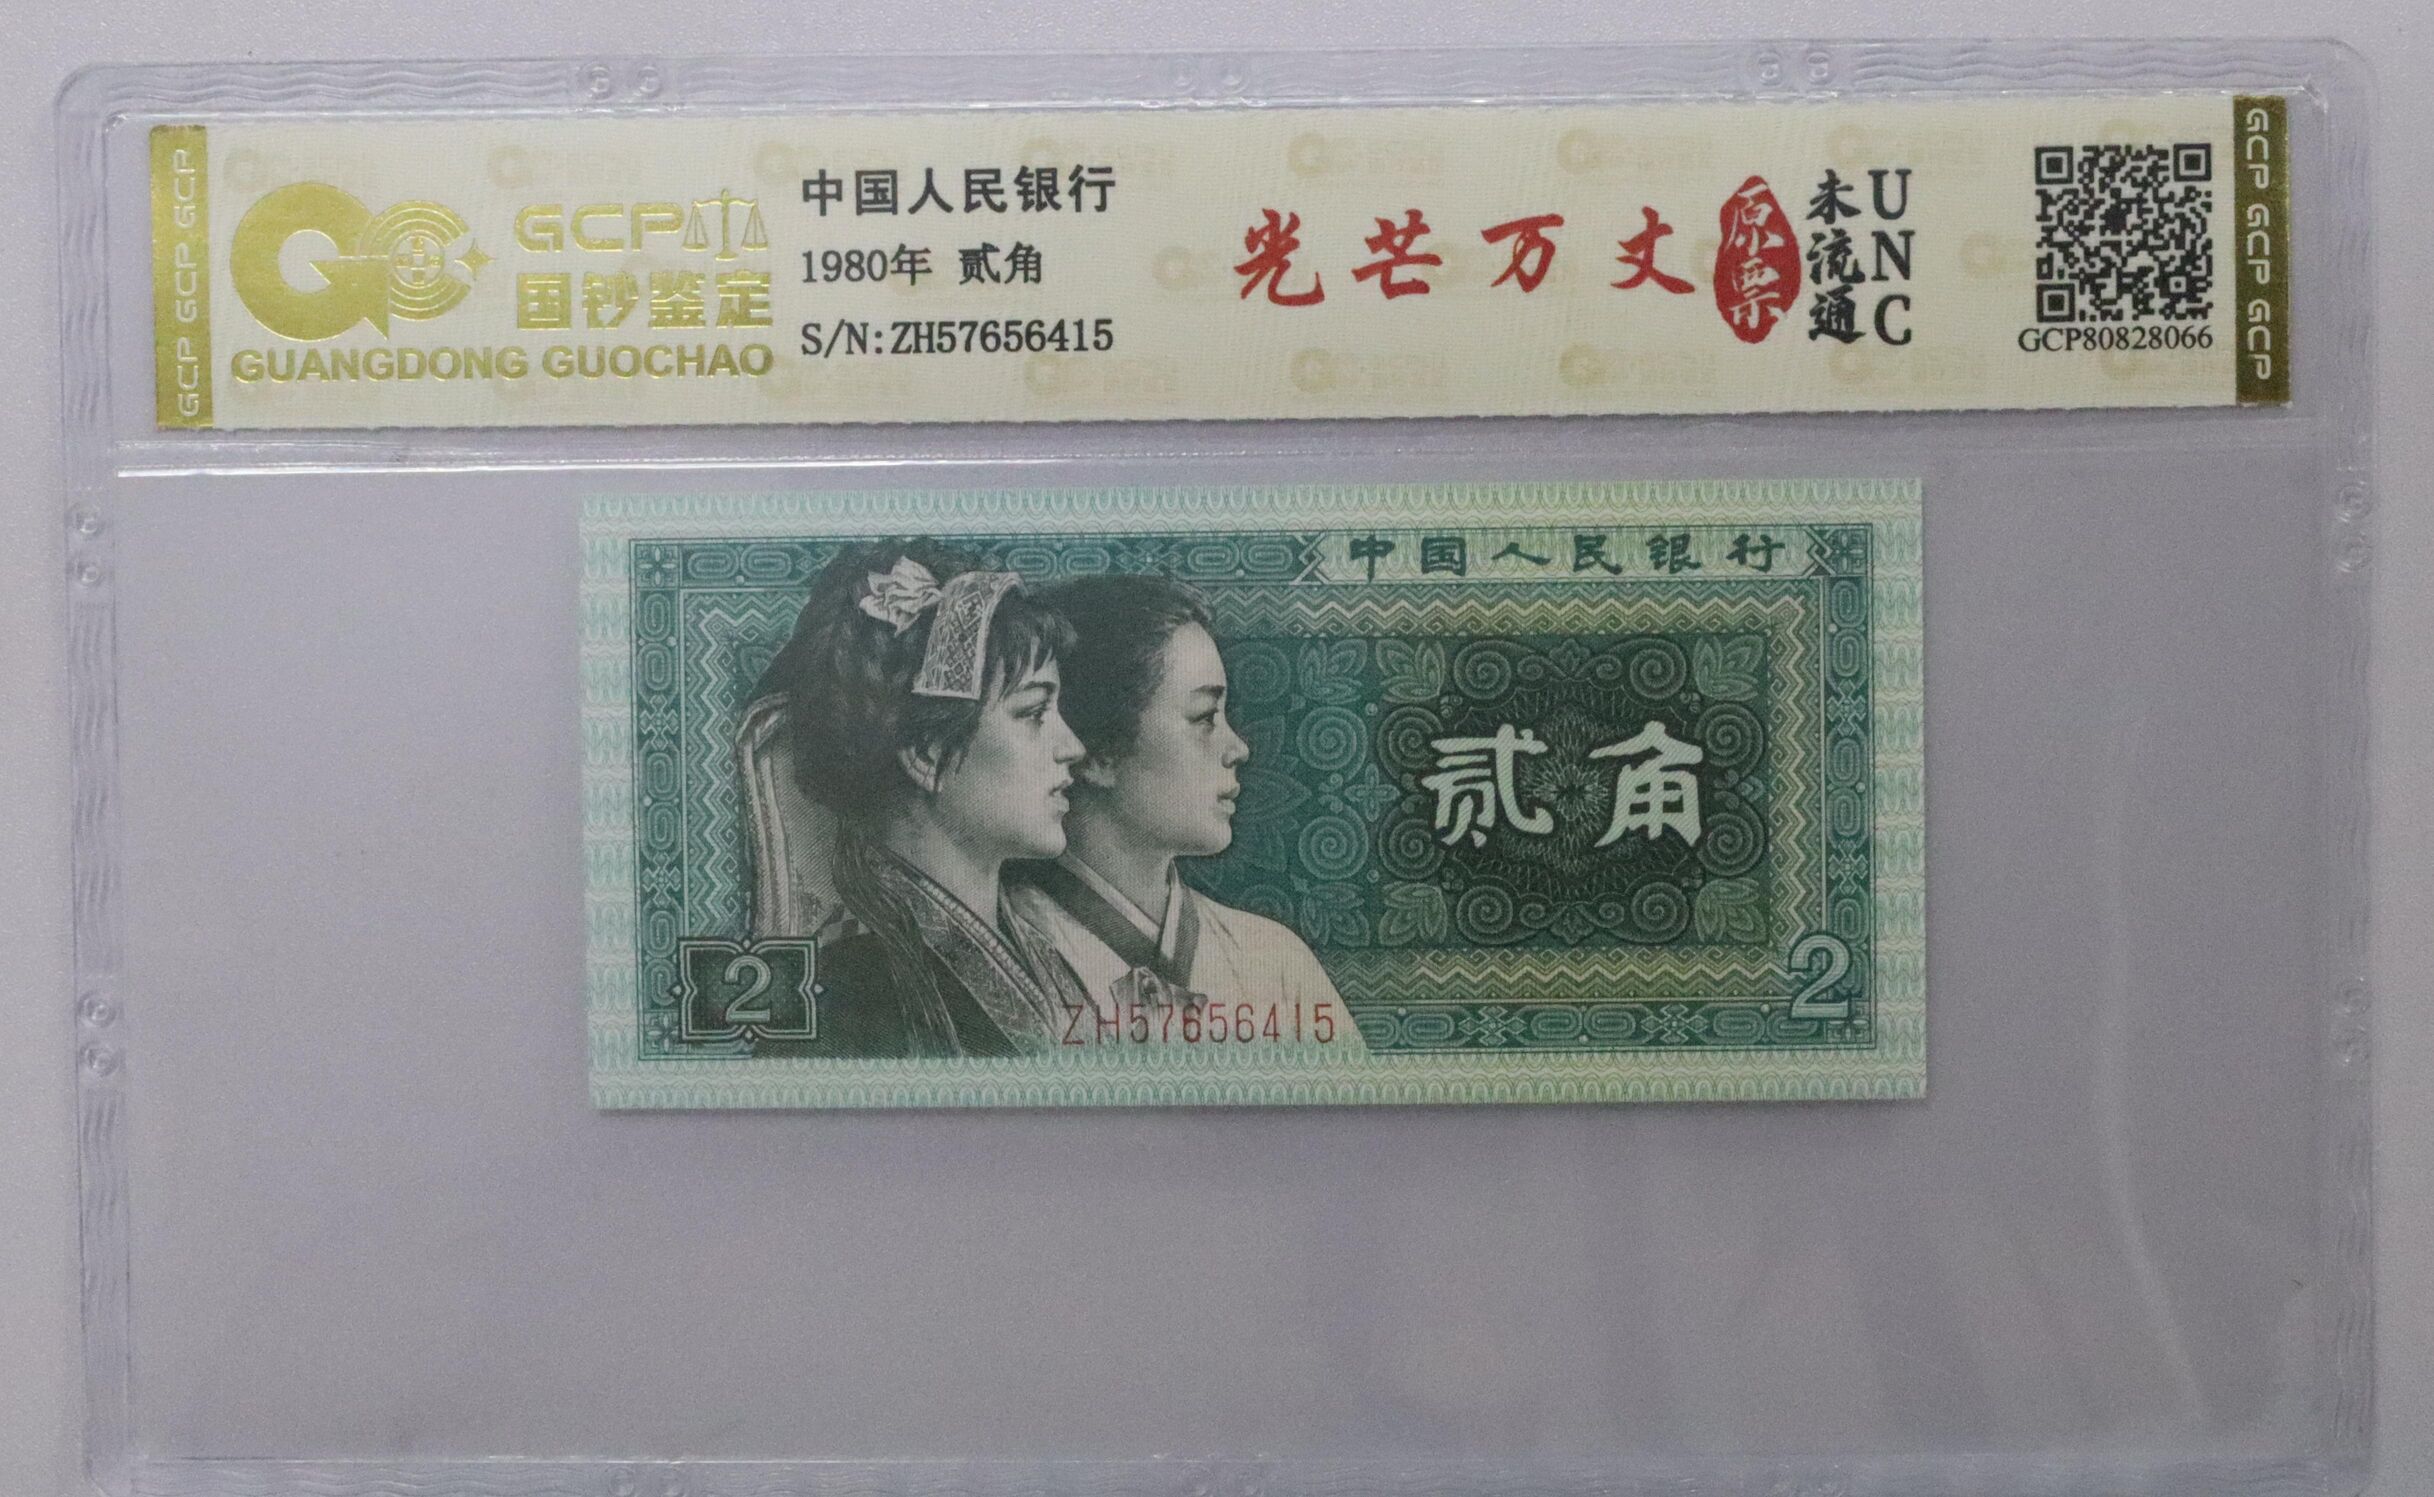 GCP GCP GCP
GCP
国钞鉴定
GUANGDONG GUOCHAO
中国人民银行
1980年 贰角
S/N:ZH57656415
光芒万丈
原票
未流通
UNC
GCP80828066
GCP GCP GCP
中国人民银行
贰角
2
2
ZH57656415